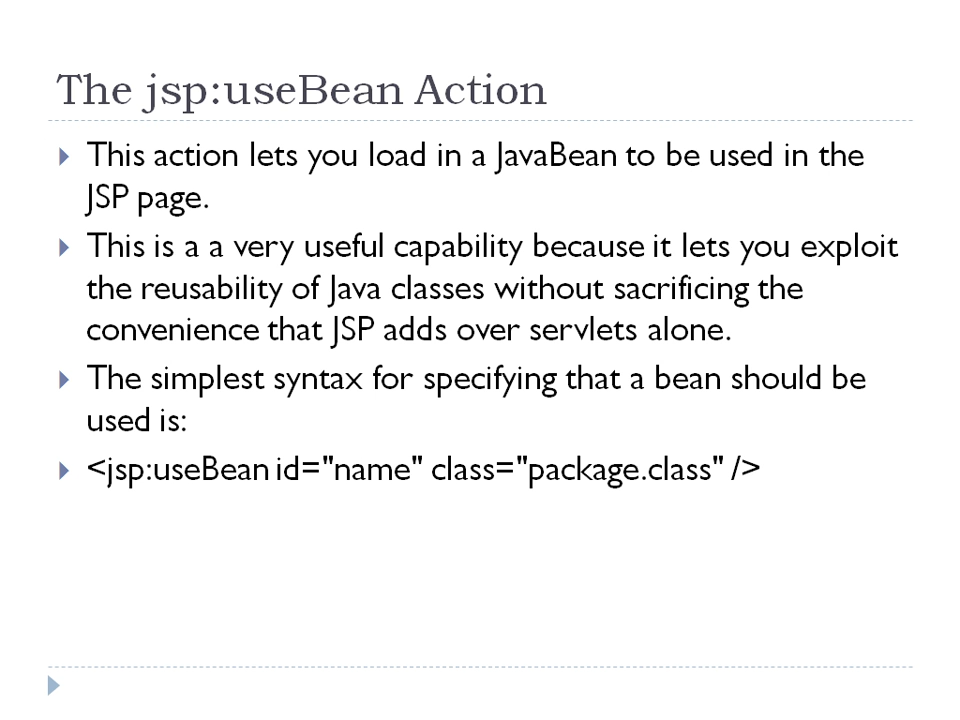 The jsp:useBean Action
This action lets you load in a JavaBean to be used in the
JSP page.
This is a a very useful capability because it lets you exploit
the reusability of Java classes without sacrificing the
convenience that JSP adds over servlets alone.
The simplest syntax for specifying that a bean should be
used is:
<jsp:useBean id="name" class="package.class" />